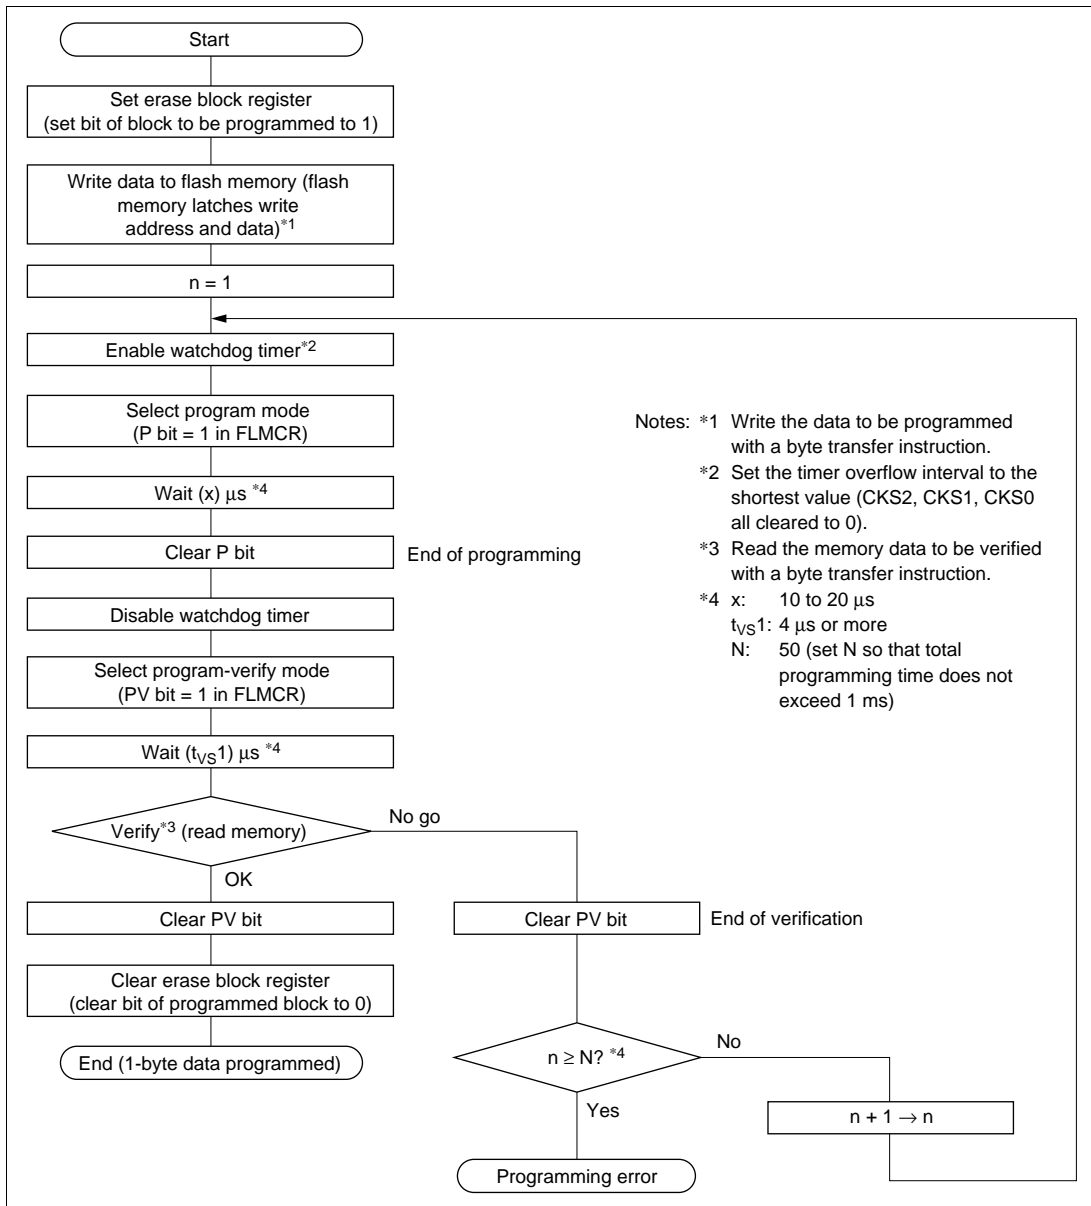 Start
Set erase block register
(set bit of block to be programmed to 1)
Write data to flash memory (flash
memory latches write
address and data)*1
n = 1
Enable watchdog timer*2
Select program mode
(P bit = 1 in FLMCR)
Wait (x) μs *4
Clear P bit
End of programming
Disable watchdog timer
Select program-verify mode
(PV bit = 1 in FLMCR)
Wait (tVS1) μs *4
Verify*3 (read memory)
No go
OK
Clear PV bit
Clear erase block register
(clear bit of programmed block to 0)
End (1-byte data programmed)
Clear PV bit
End of verification
n ≥ N? *4
No
Yes
n + 1 → n
Programming error
Notes: *1 Write the data to be programmed
with a byte transfer instruction.
*2 Set the timer overflow interval to the
shortest value (CKS2, CKS1, CKS0
all cleared to 0).
*3 Read the memory data to be verified
with a byte transfer instruction.
*4 x: 10 to 20 μs
tVS1: 4 μs or more
N: 50 (set N so that total
programming time does not
exceed 1 ms)